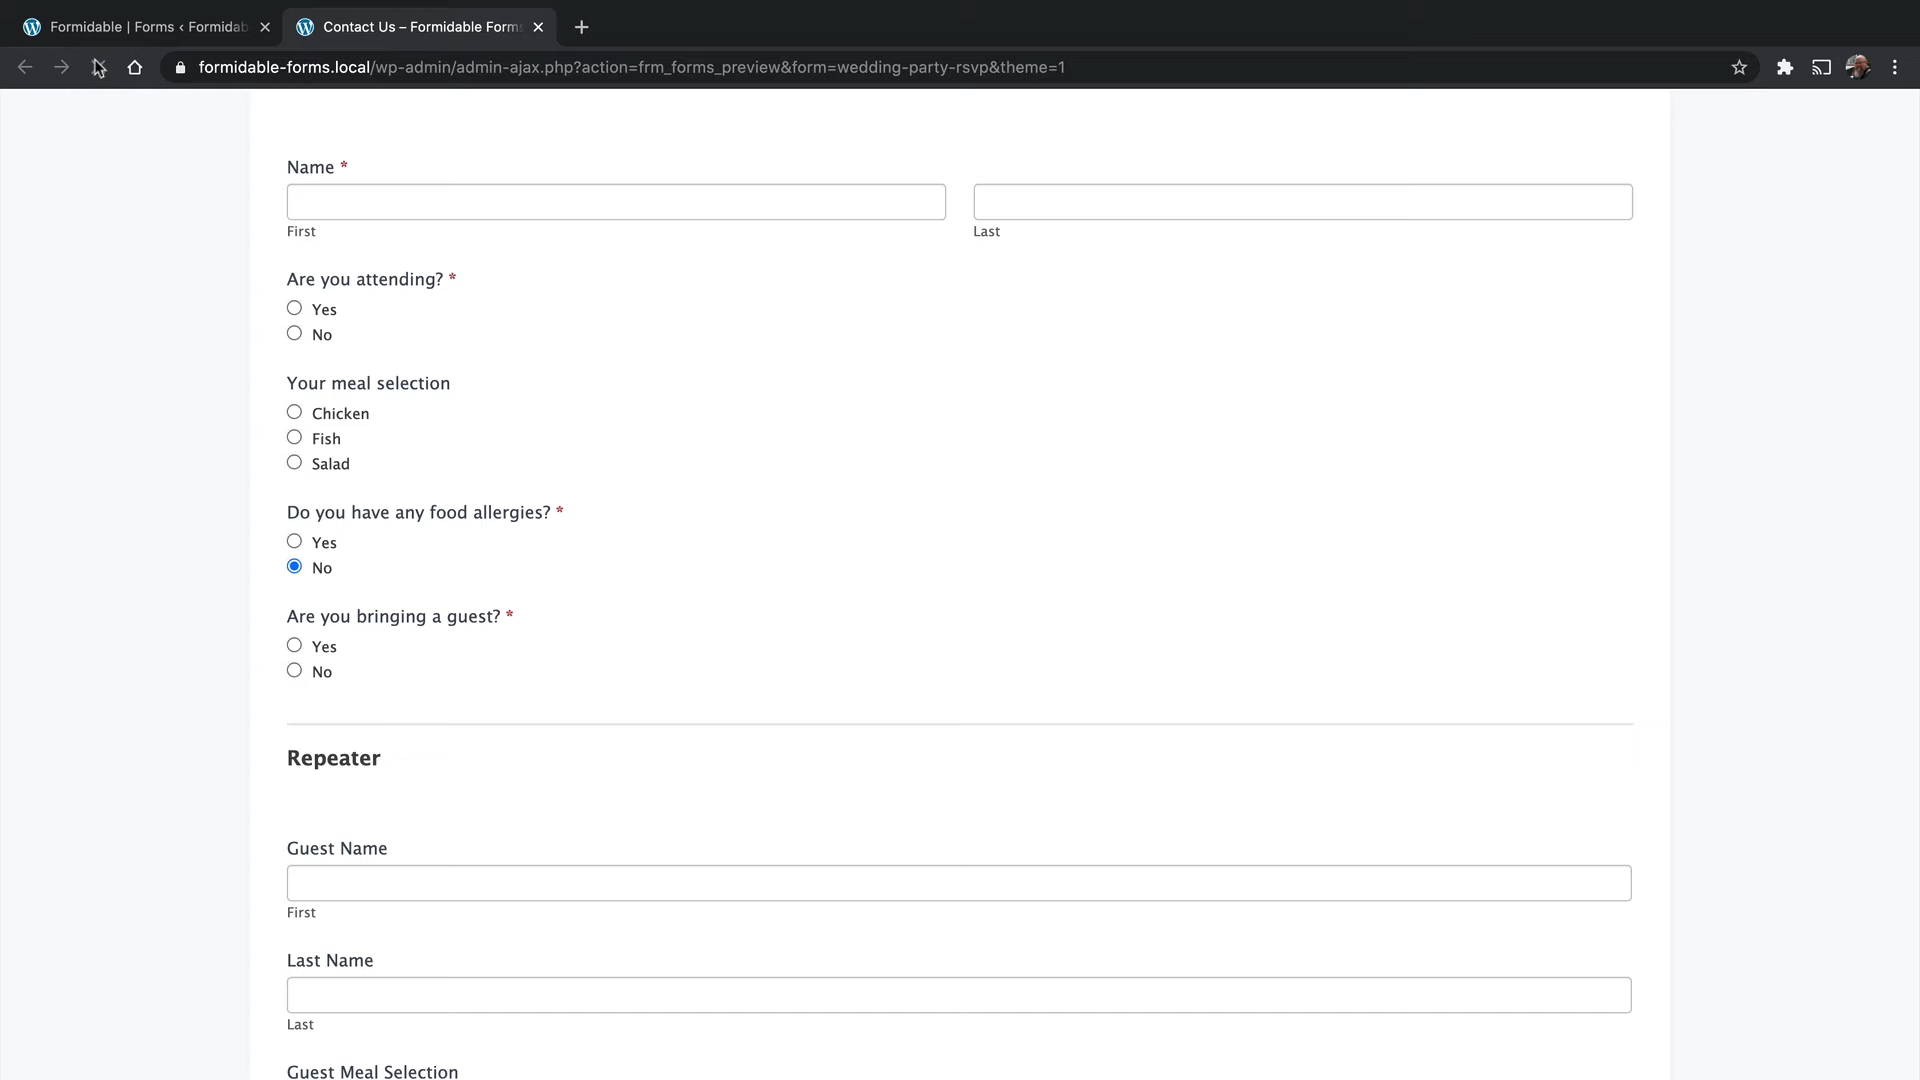 Formidable | Forms ‹ Formidab
Contact Us – Formidable Forms
formidable-forms.local/wp-admin/admin-ajax.php?action=frm_forms_preview&form=wedding-party-rsvp&theme=1
Name *
First
Last
Are you attending? *
Yes
No
Your meal selection
Chicken
Fish
Salad
Do you have any food allergies? *
Yes
No
Are you bringing a guest? *
Yes
No
Repeater
Guest Name
First
Last Name
Last
Guest Meal Selection